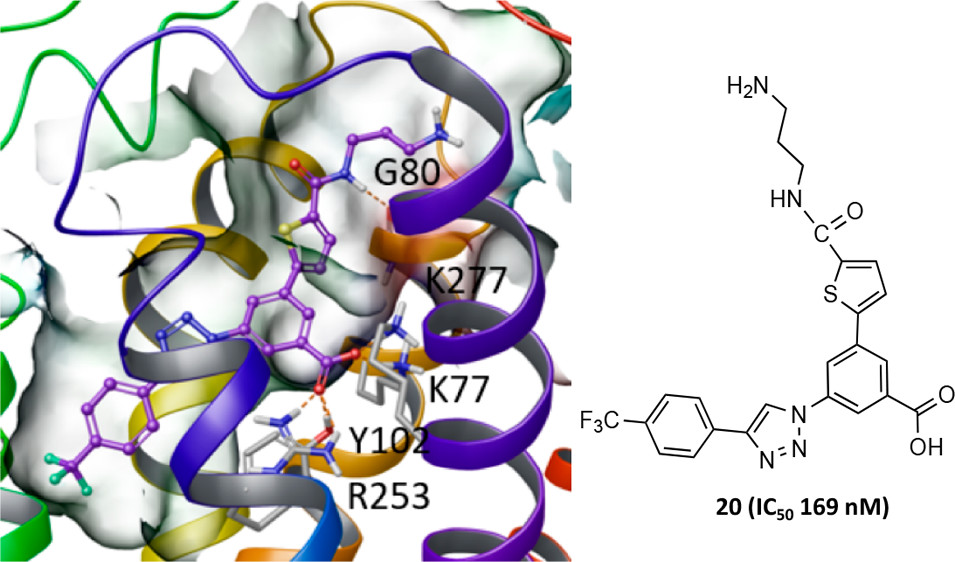 G80
K277
K77
Y102
R253
H₂N
HN
O
C
S
F₃C
N
N
N
O
OH
20 (IC₅₀ 169 nM)